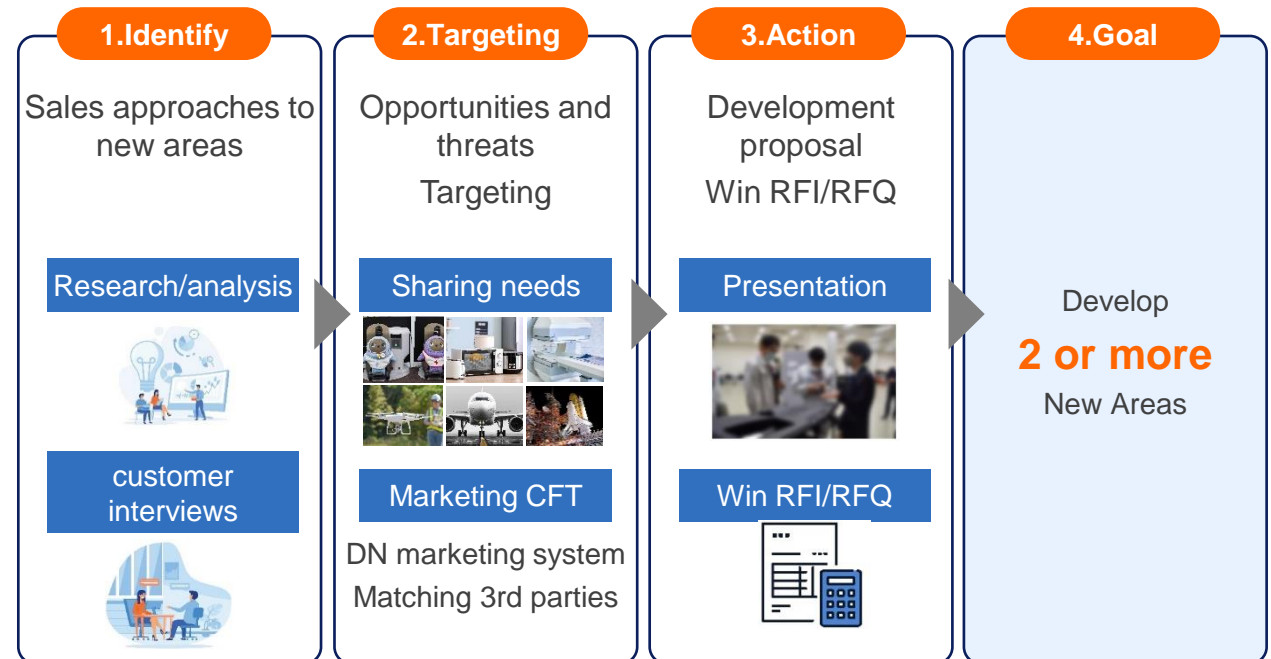 1.Identify
Sales approaches to
new areas
Research/analysis
customer
interviews
2.Targeting
Opportunities and
threats
Targeting
Sharing needs
Marketing CFT
DN marketing system
Matching 3rd parties
3.Action
Development
proposal
Win RFI/RFQ
Presentation
Win RFI/RFQ
4.Goal
Develop
2 or more
New Areas